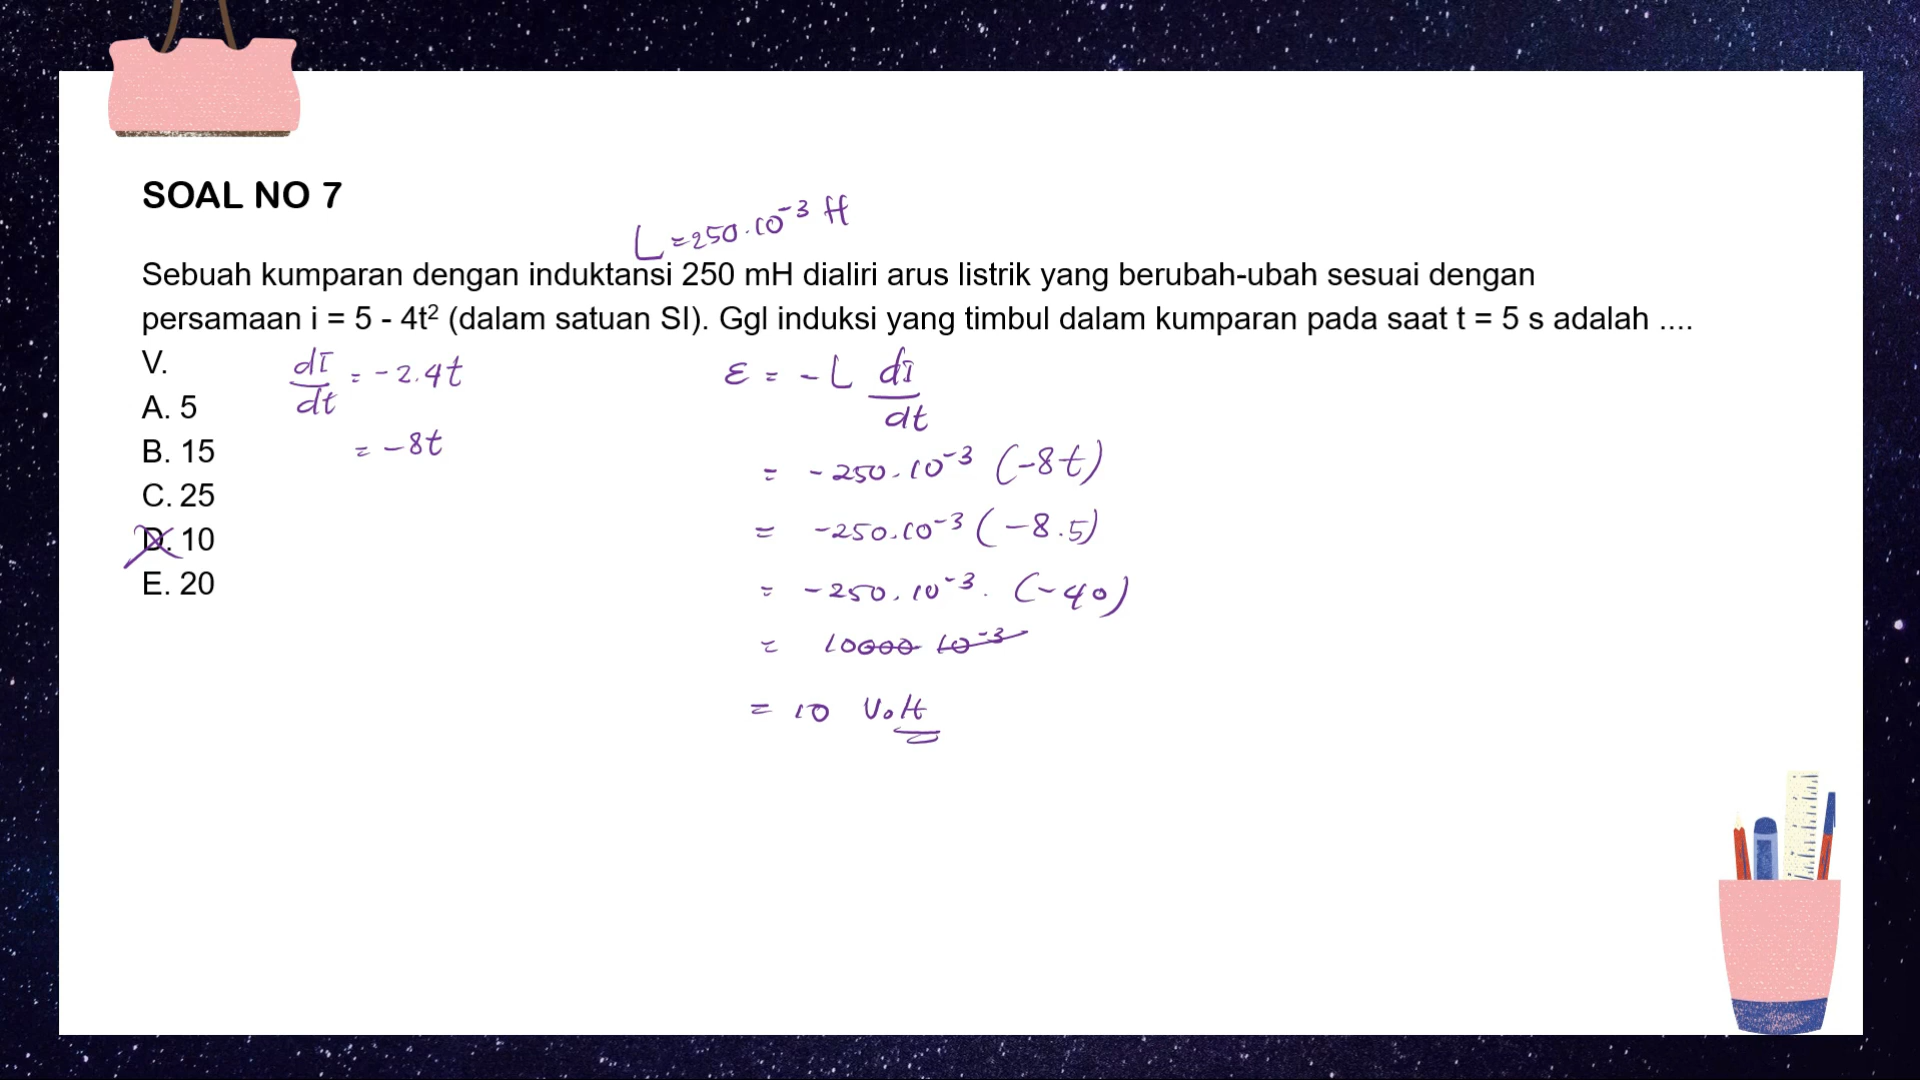 SOAL NO 7
L = 250.10⁻³ H
Sebuah kumparan dengan induktansi 250 mH dialiri arus listrik yang berubah-ubah sesuai dengan
persamaan i = 5 - 4t² (dalam satuan SI). Ggl induksi yang timbul dalam kumparan pada saat t = 5 s adalah ....
V.
A. 5
B. 15
C. 25
D. 10
E. 20
dI/dt = -2.4t
= -8t
ε = -L dI/dt
= -250.10⁻³ (-8t)
= -250.10⁻³ (-8.5)
= -250.10⁻³. (-40)
= 10000 10⁻³
= 10 Volt